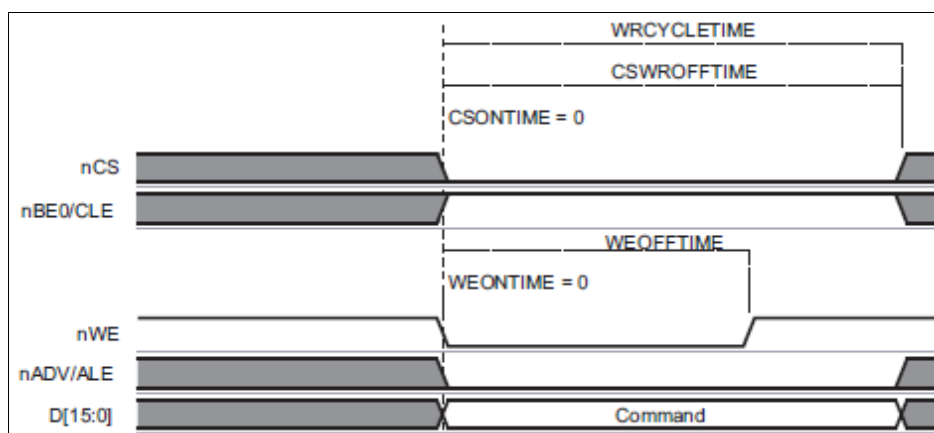 WRCYCLETIME
CSWROFFTIME
CSONTIME = 0
nCS
nBE0/CLE
WEOFFTIME
WEONTIME = 0
nWE
nADV/ALE
D[15:0] Command